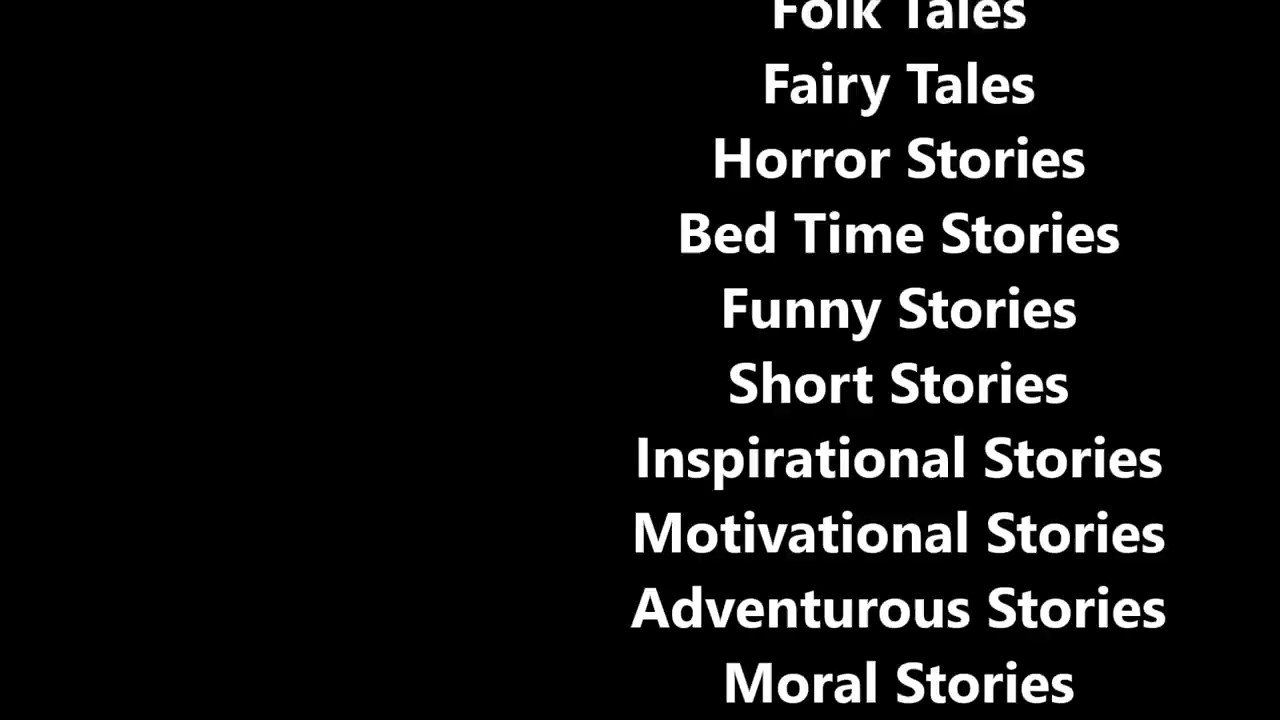 Folk Tales
Fairy Tales
Horror Stories
Bed Time Stories
Funny Stories
Short Stories
Inspirational Stories
Motivational Stories
Adventurous Stories
Moral Stories